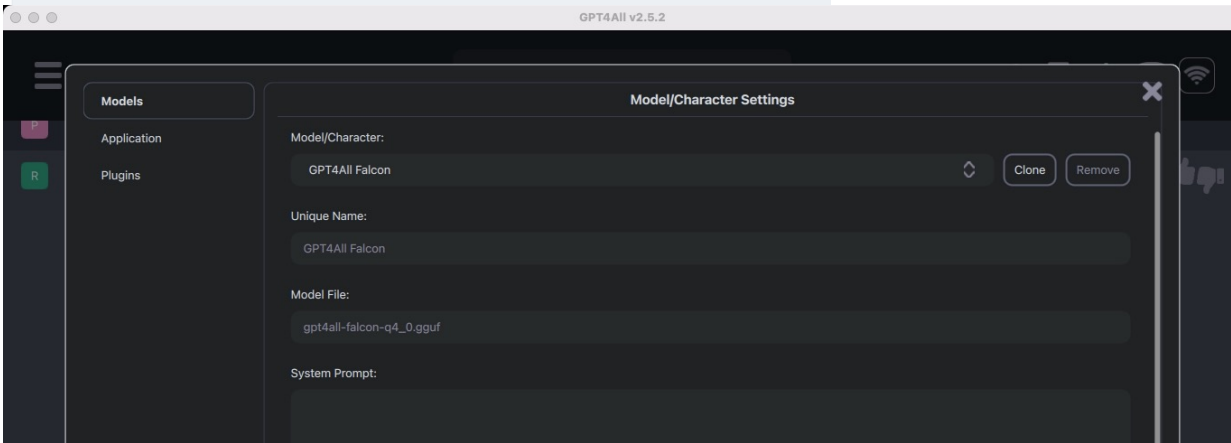 GPT4All v2.5.2
Models
Model/Character Settings
Application
Plugins
P
R
Model/Character:
GPT4All Falcon
Clone
Remove
Unique Name:
GPT4All Falcon
Model File:
gpt4all-falcon-q4_0.gguf
System Prompt: